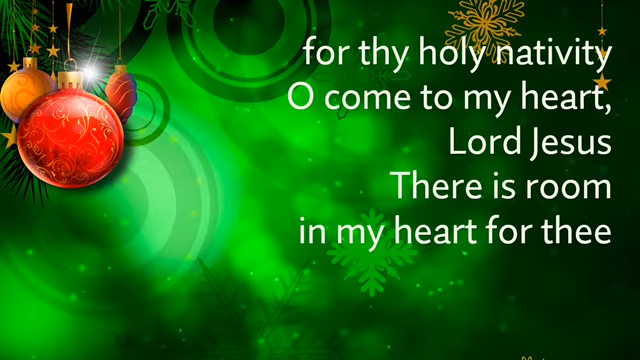 for thy holy nativity
O come to my heart,
Lord Jesus
There is room
in my heart for thee